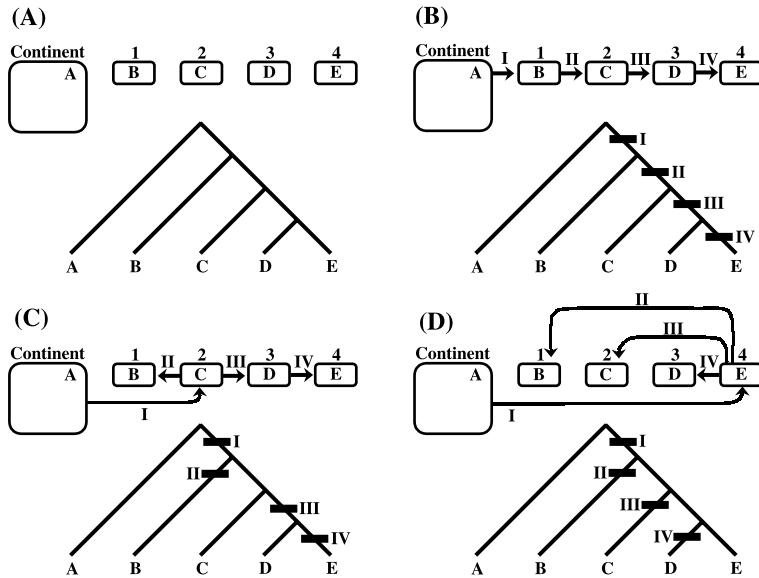 (A)
Continent 1 2 3 4
A B C D E
A B C D E
(B)
Continent 1 2 3 4
A I B II C III D IV E
I
II
III
IV
A B C D E
(C)
Continent 1 2 3 4
A B II C III D IV E
I
I
II
III
IV
A B C D E
(D)
II
III
Continent 1 2 3 4
A B C D IV E
I
I
II
III
IV
A B C D E